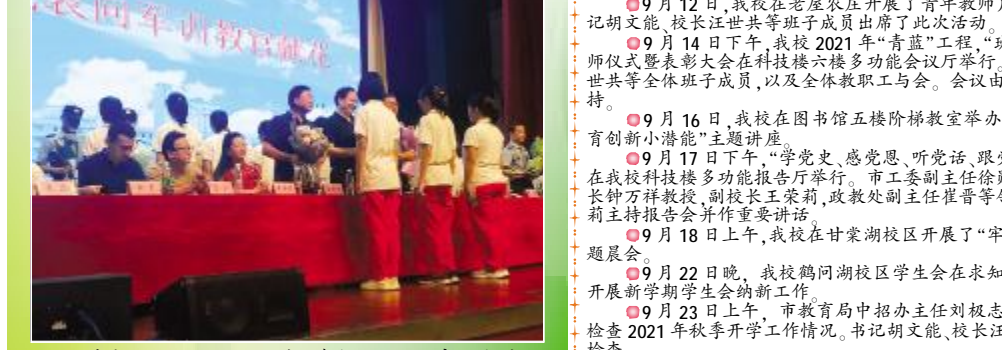 向军训教官献花
●9月12日,我校在老屋农庄开展了青年教师
记胡文能、校长汪世共等班子成员出席了此次活动。
●9月14日下午,我校2021年“青蓝”工程,“
师仪式暨表彰大会在科技楼六楼多功能会议厅举行。
世共等全体班子成员,以及全体教职工与会。会议由
持。
●9月16日,我校在图书馆五楼阶梯教室举办
育创新小潜能”主题讲座。
●9月17日下午,“学党史、感党恩、听党话、跟
在我校科技楼多功能报告厅举行。市工委副主任徐
长钟万祥教授,副校长王荣莉,政教处副主任崔晋等
莉主持报告会并作重要讲话。
●9月18日上午,我校在甘棠湖校区开展了“牢
题晨会。
●9月22日晚,我校鹤问湖校区学生会在求知
开展新学期学生会纳新工作。
●9月23日上午,市教育局中招办主任刘极志
检查2021年秋季开学工作情况。书记胡文能、校长汪